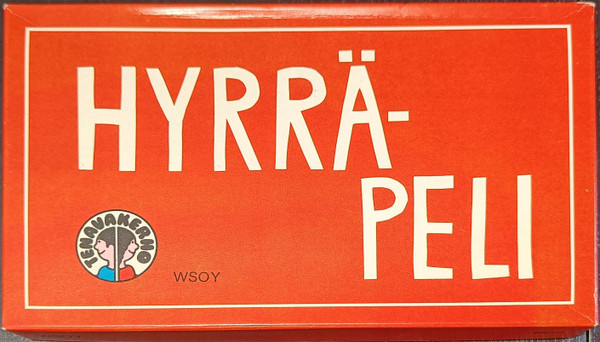 HYRRÄ-
PELI
TENAVAKERHO
WSOY